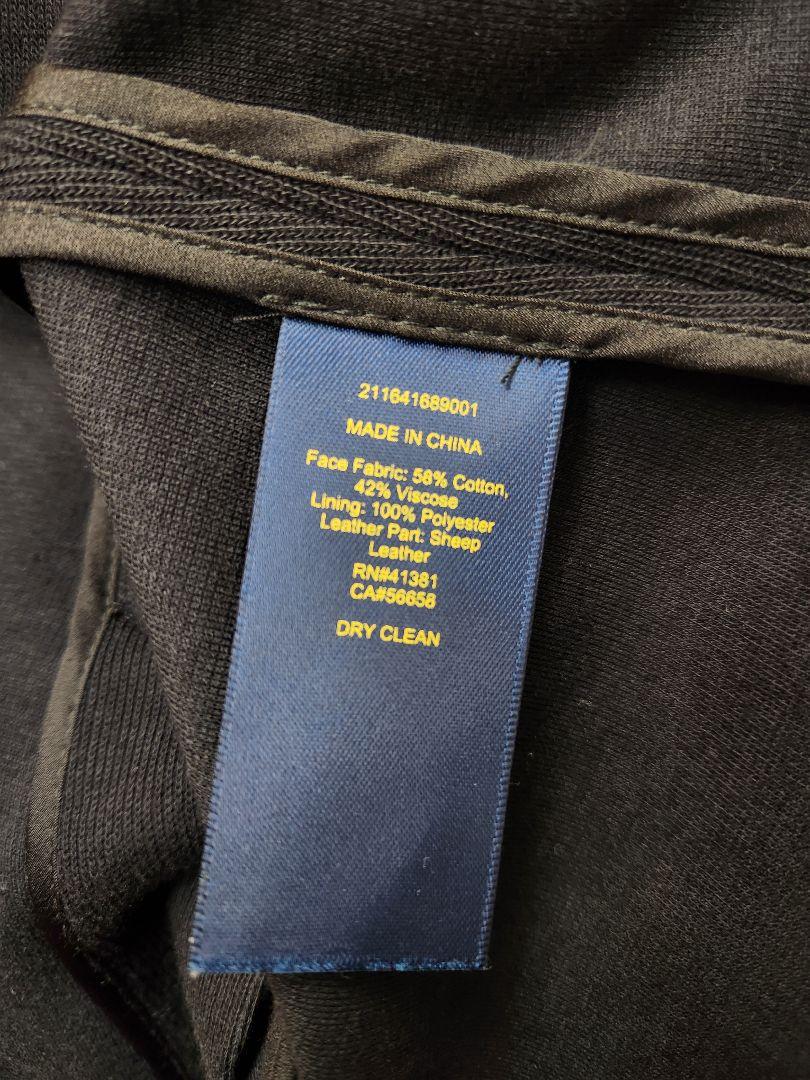 211641689001
MADE IN CHINA
Face Fabric: 58% Cotton,
42% Viscose
Lining: 100% Polyester
Leather Part: Sheep
Leather
RN#41381
CA#56658
DRY CLEAN